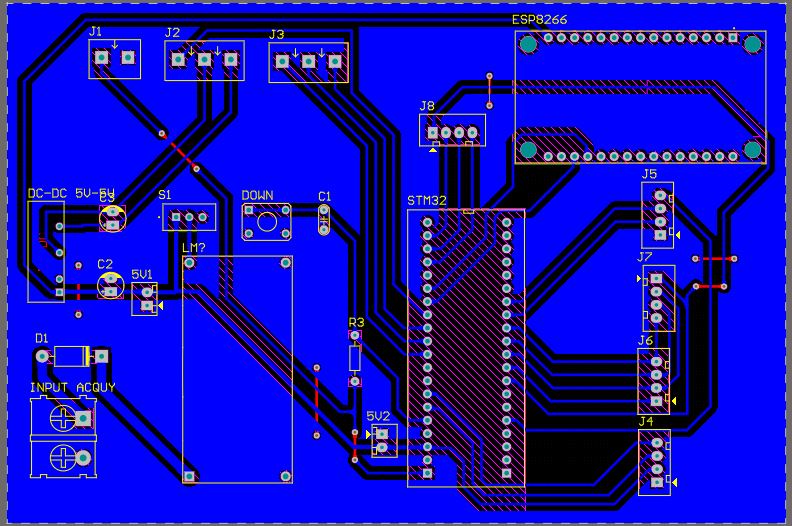 ESP8266
J1
J2
J3
J8
J5
DC-DC 5V-5V
S1
DOWN
C1
STM32
LM?
J7
C2
5V1
R3
J6
D1
INPUT ACQUY
5V2
J4